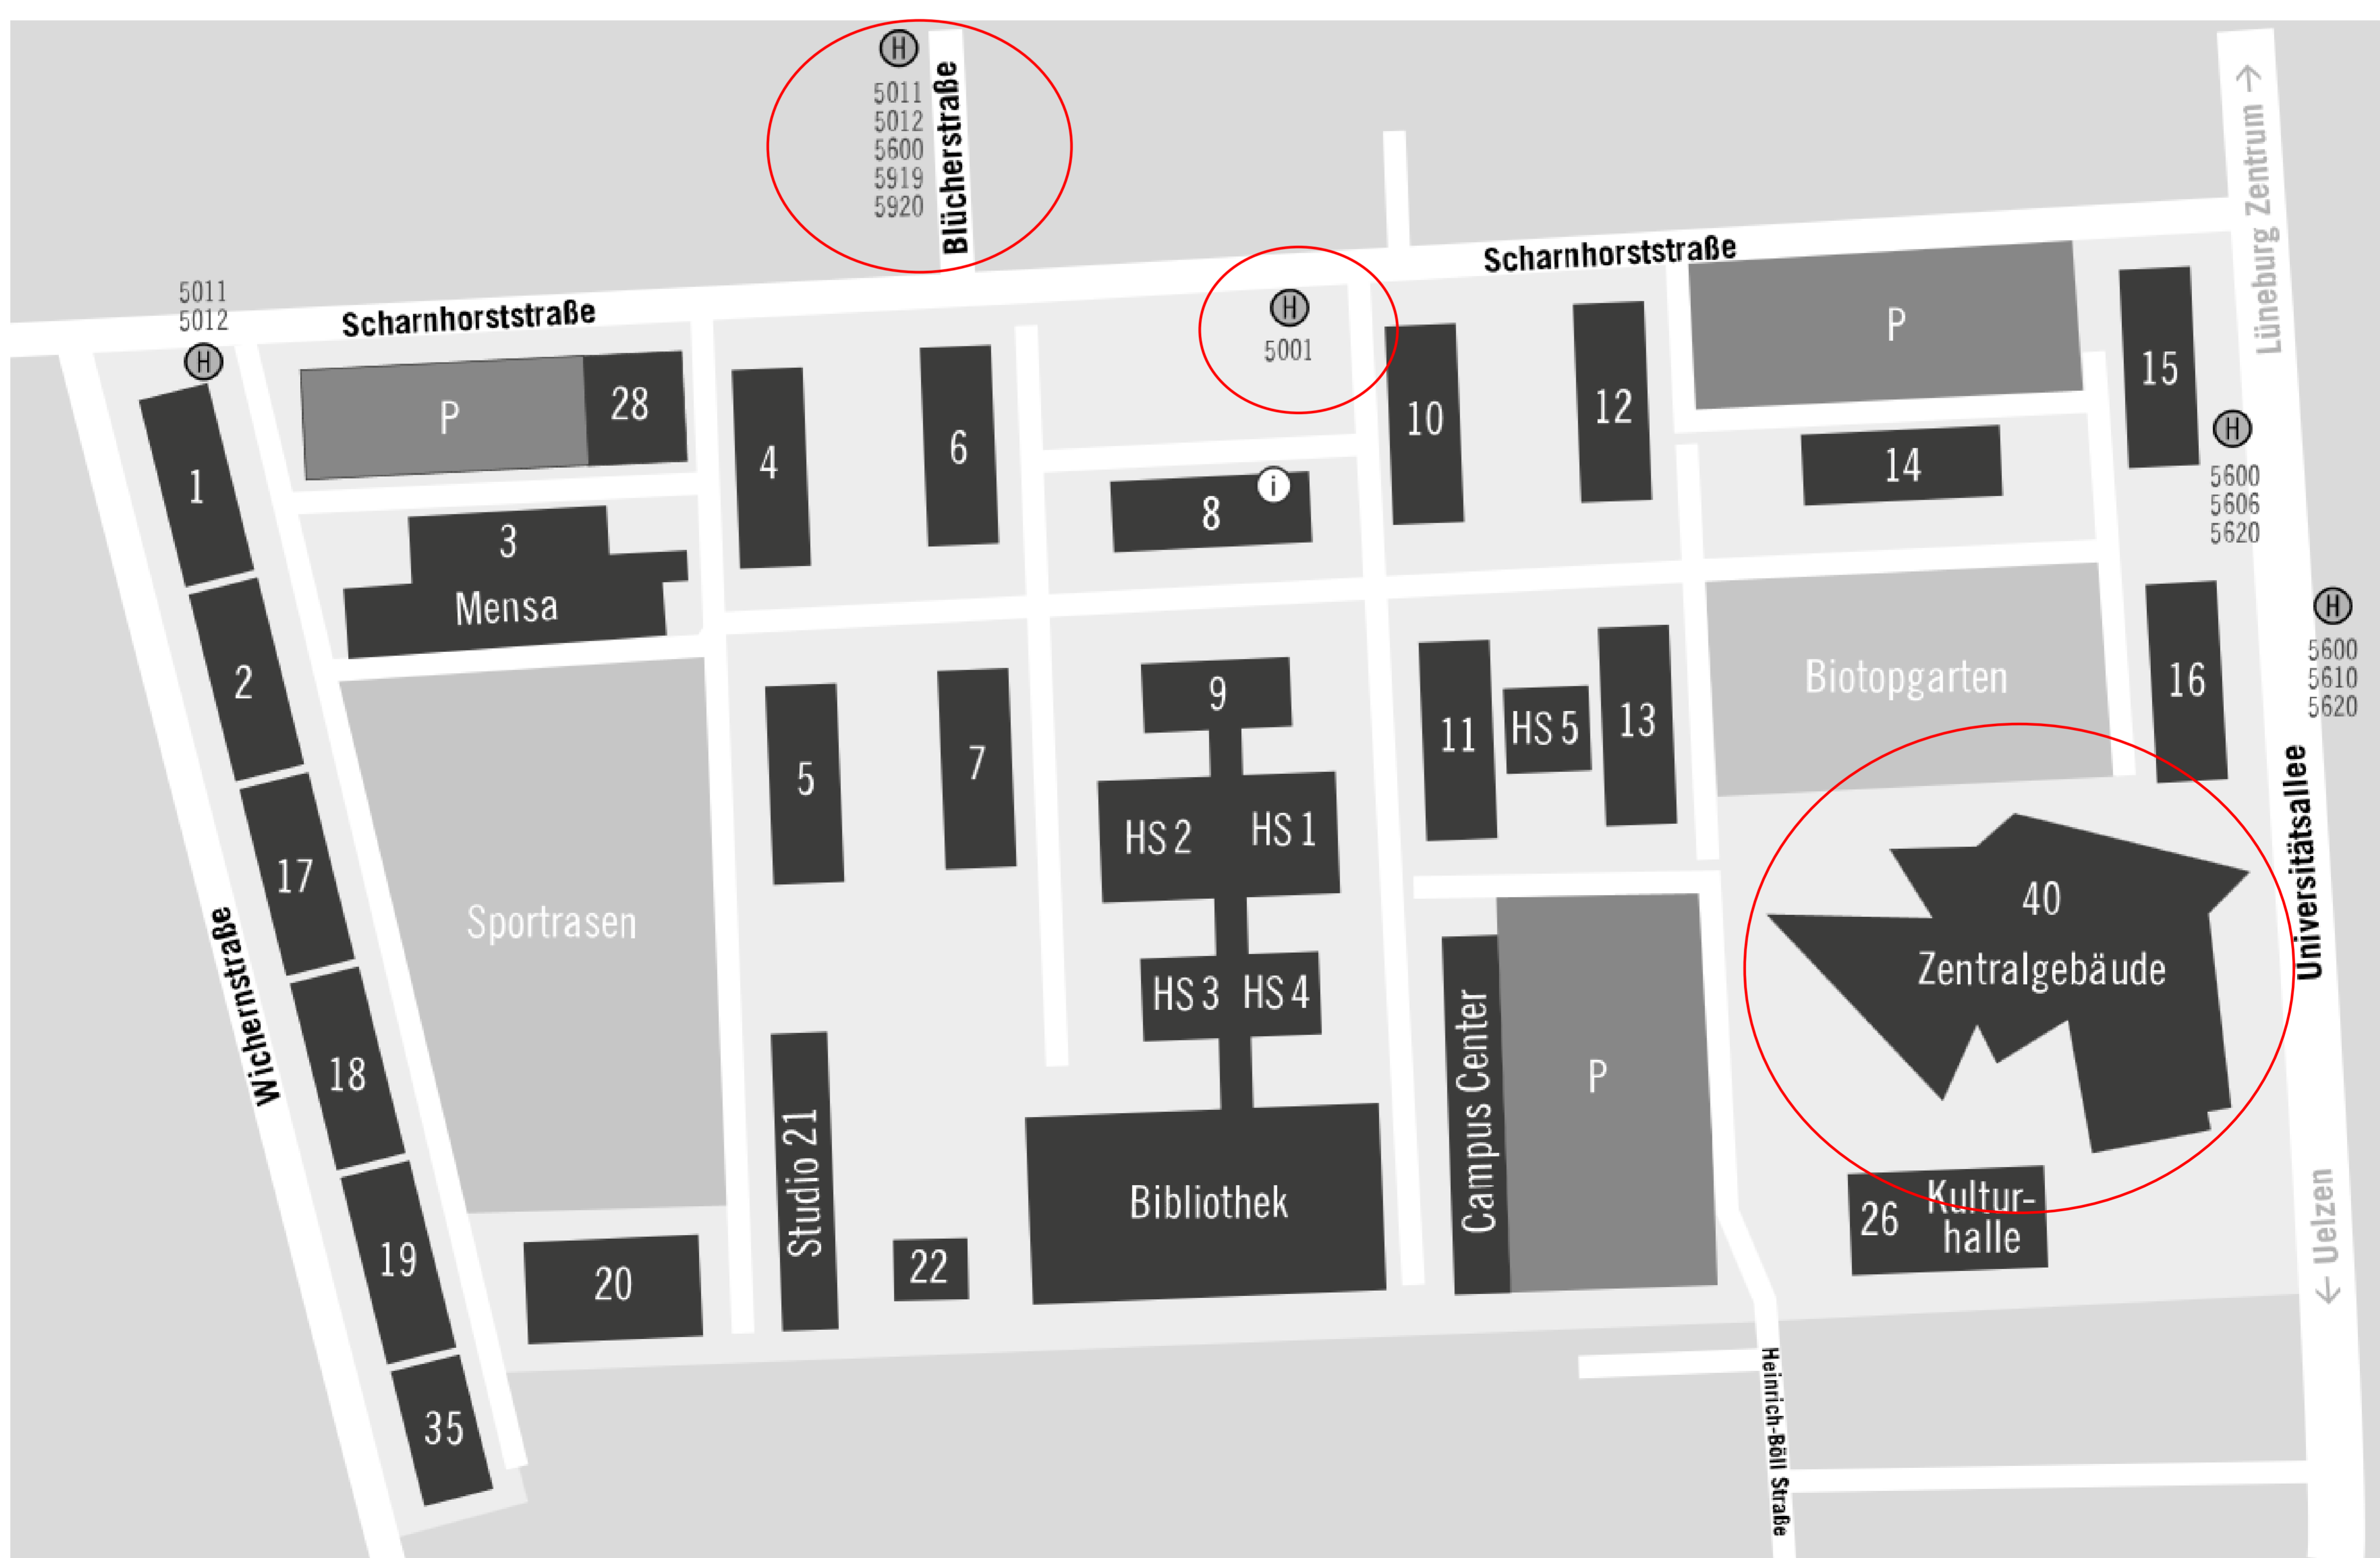 H
5011
5012
5600
5919
5920
Blücherstraße
Lüneburg Zentrum →
5011
5012
H
Scharnhorststraße
H
5001
Scharnhorststraße
P
28
4
6
8
i
10
12
P
14
15
H
5600
5606
5620
H
5600
5610
5620
1
2
17
18
19
35
Wichernstraße
3
Mensa
Sportrasen
20
5
7
Studio 21
22
9
HS 2
HS 1
HS 3
HS 4
Bibliothek
11
HS 5
13
Campus Center
P
Biotopgarten
16
40
Zentralgebäude
26
Kultur-
halle
Universitätsallee
← Uelzen
Heinrich-Böll Straße